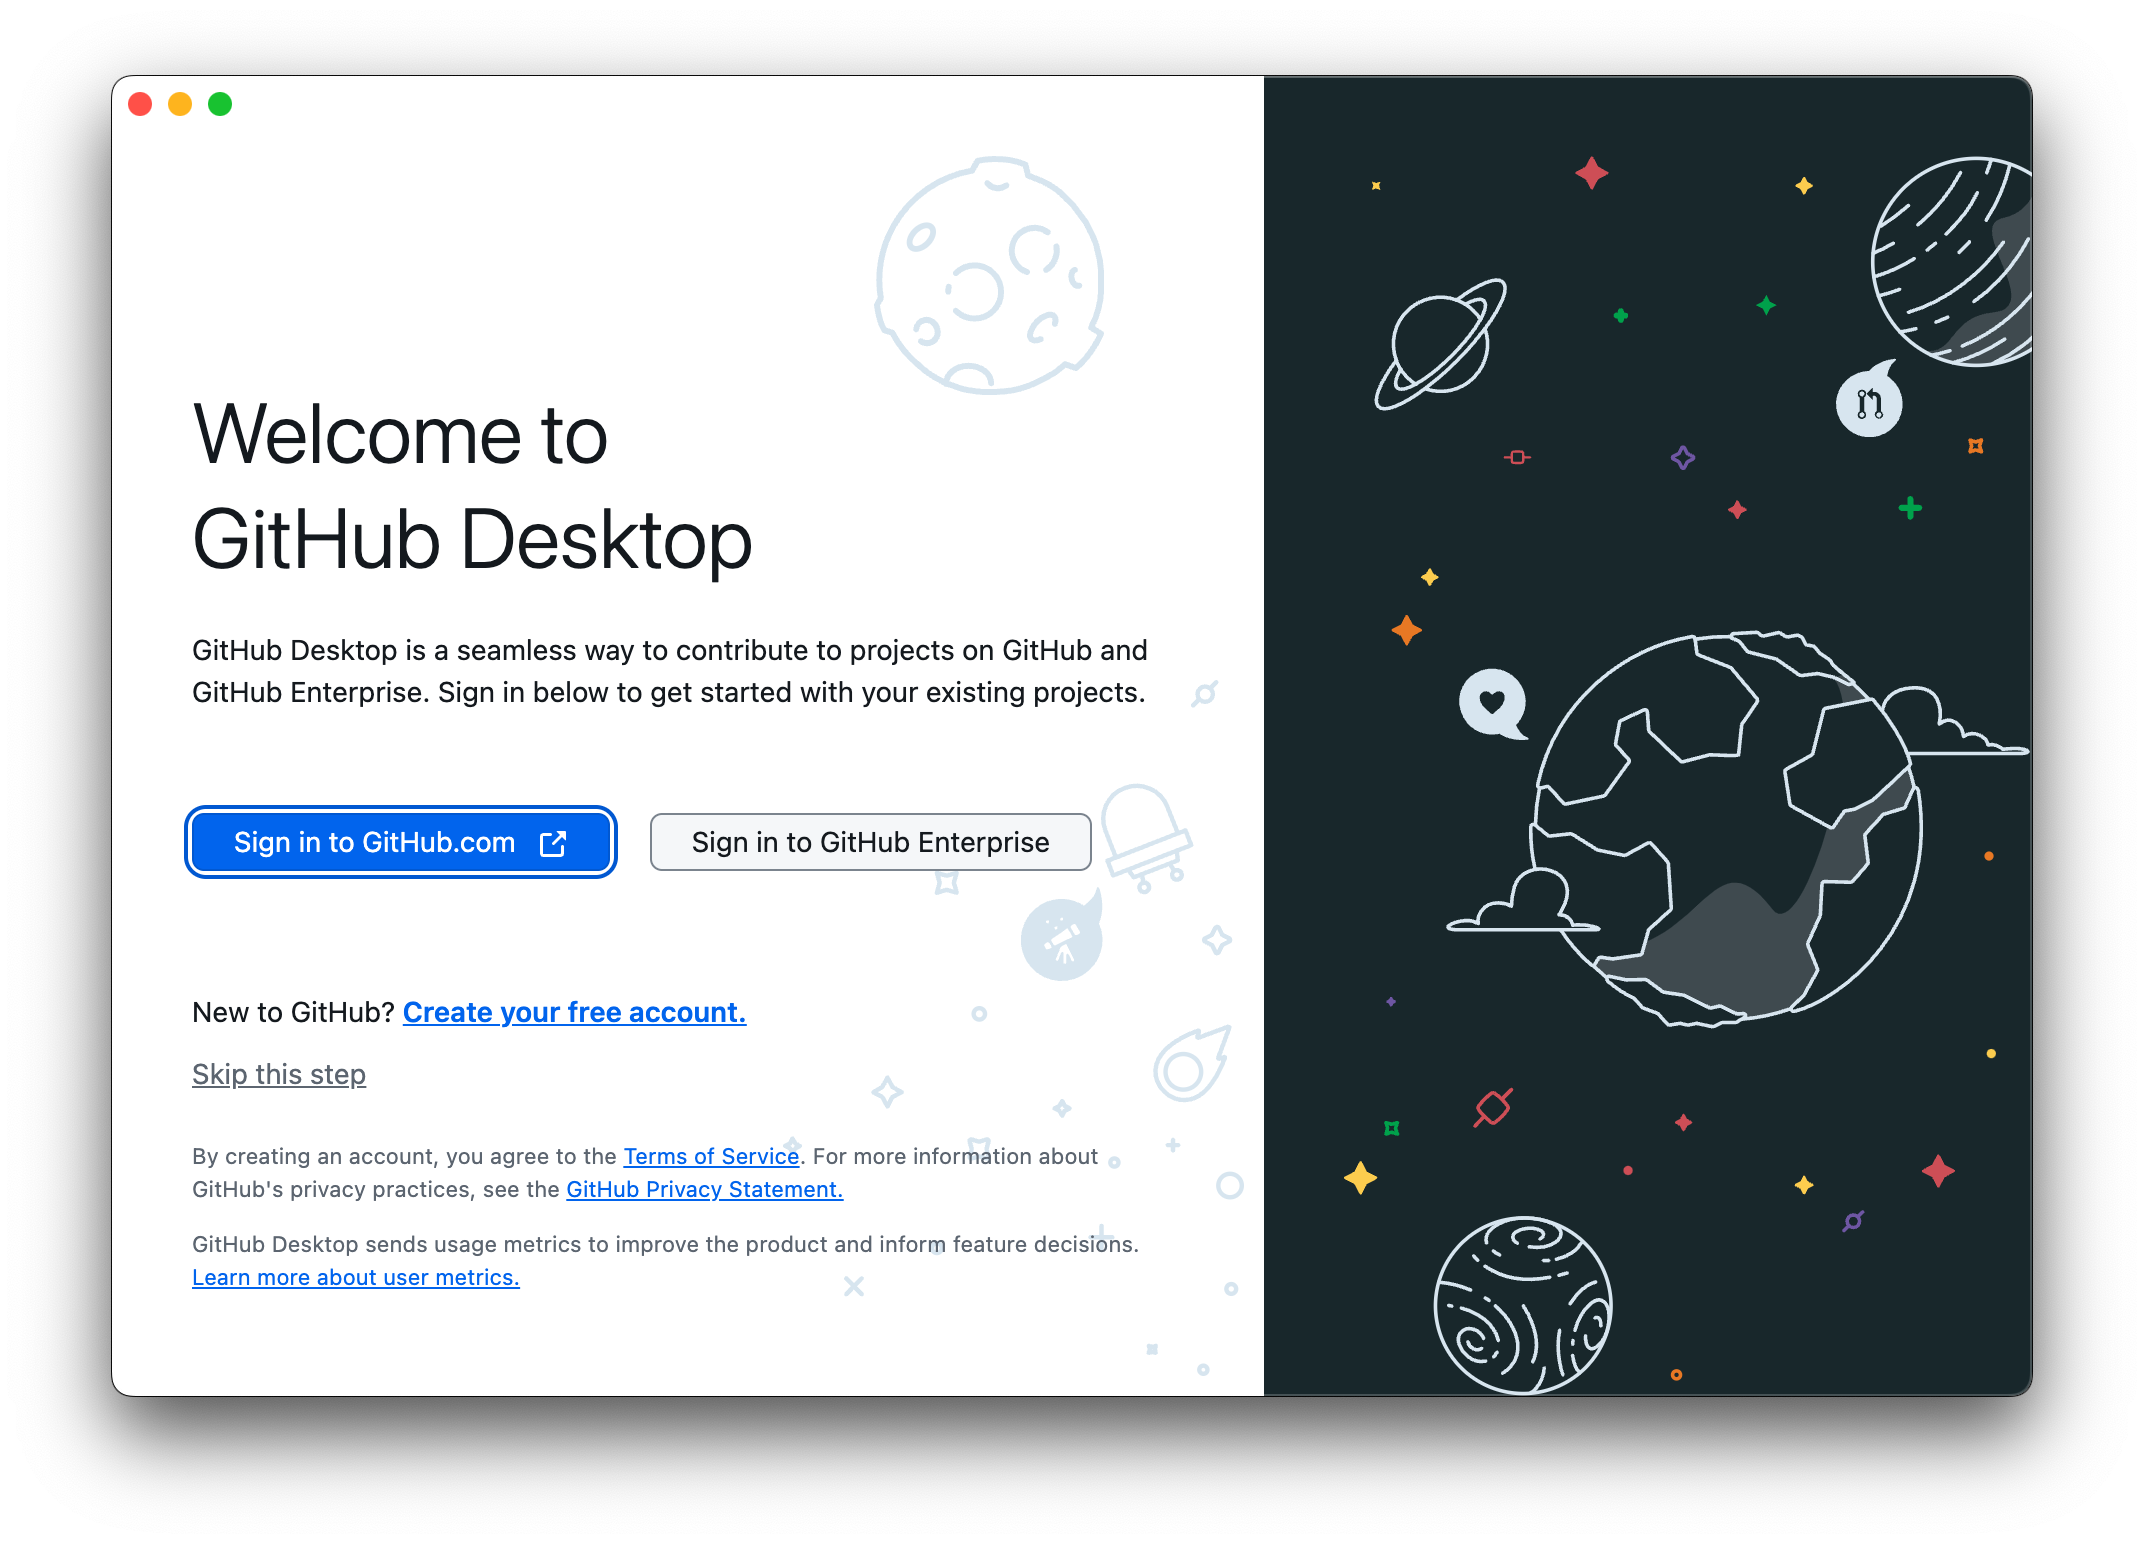 Welcome to
GitHub Desktop
GitHub Desktop is a seamless way to contribute to projects on GitHub and
GitHub Enterprise. Sign in below to get started with your existing projects.
Sign in to GitHub.com
Sign in to GitHub Enterprise
New to GitHub? Create your free account.
Skip this step
By creating an account, you agree to the Terms of Service. For more information about
GitHub's privacy practices, see the GitHub Privacy Statement.
GitHub Desktop sends usage metrics to improve the product and inform feature decisions.
Learn more about user metrics.